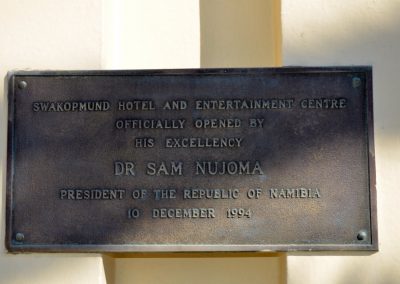 SWAKOPMUND HOTEL AND ENTERTAINMENT CENTRE
OFFICIALLY OPENED BY
HIS EXCELLENCY
DR SAM NUJOMA
PRESIDENT OF THE REPUBLIC OF NAMIBIA
10 DECEMBER 1994